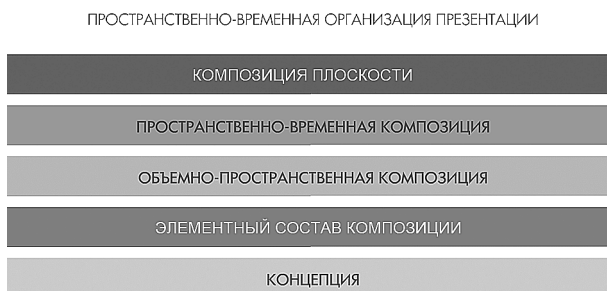 ПРОСТРАНСТВЕННО-ВРЕМЕННАЯ ОРГАНИЗАЦИЯ ПРЕЗЕНТАЦИИ
КОМПОЗИЦИЯ ПЛОСКОСТИ
ПРОСТРАНСТВЕННО-ВРЕМЕННАЯ КОМПОЗИЦИЯ
ОБЪЕМНО-ПРОСТРАНСТВЕННАЯ КОМПОЗИЦИЯ
ЭЛЕМЕНТНЫЙ СОСТАВ КОМПОЗИЦИИ
КОНЦЕПЦИЯ